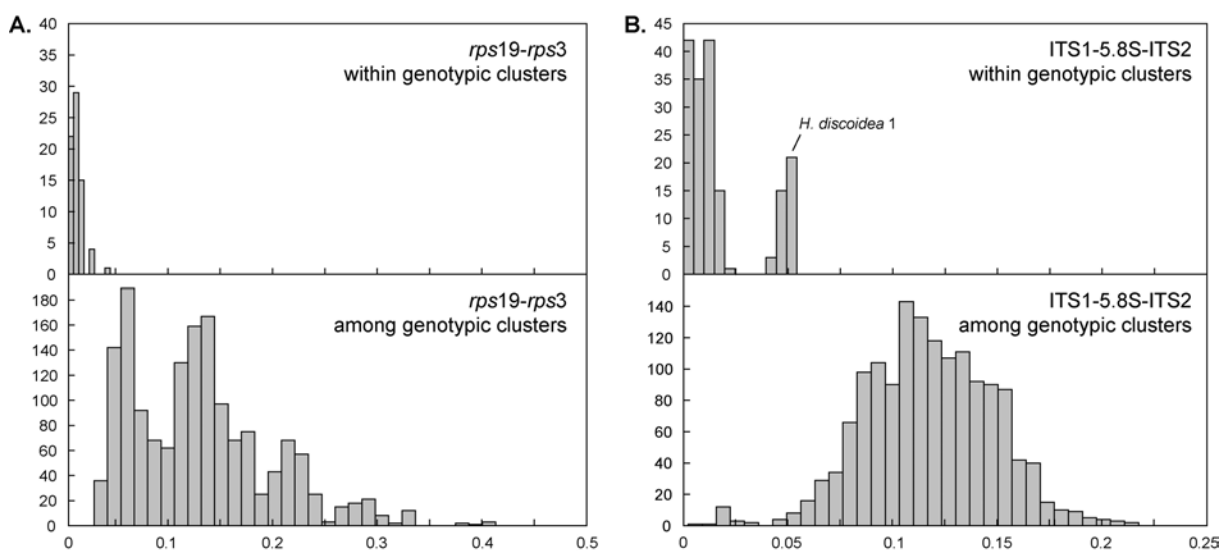 A.
rps19-rps3
within genotypic clusters
40
35
30
25
20
15
10
5
0
rps19-rps3
among genotypic clusters
180
160
140
120
100
80
60
40
20
0
0 0.1 0.2 0.3 0.4 0.5
B.
ITS1-5.8S-ITS2
within genotypic clusters
H. discoidea 1
45
40
35
30
25
20
15
10
5
0
ITS1-5.8S-ITS2
among genotypic clusters
140
120
100
80
60
40
20
0
0 0.05 0.1 0.15 0.2 0.25